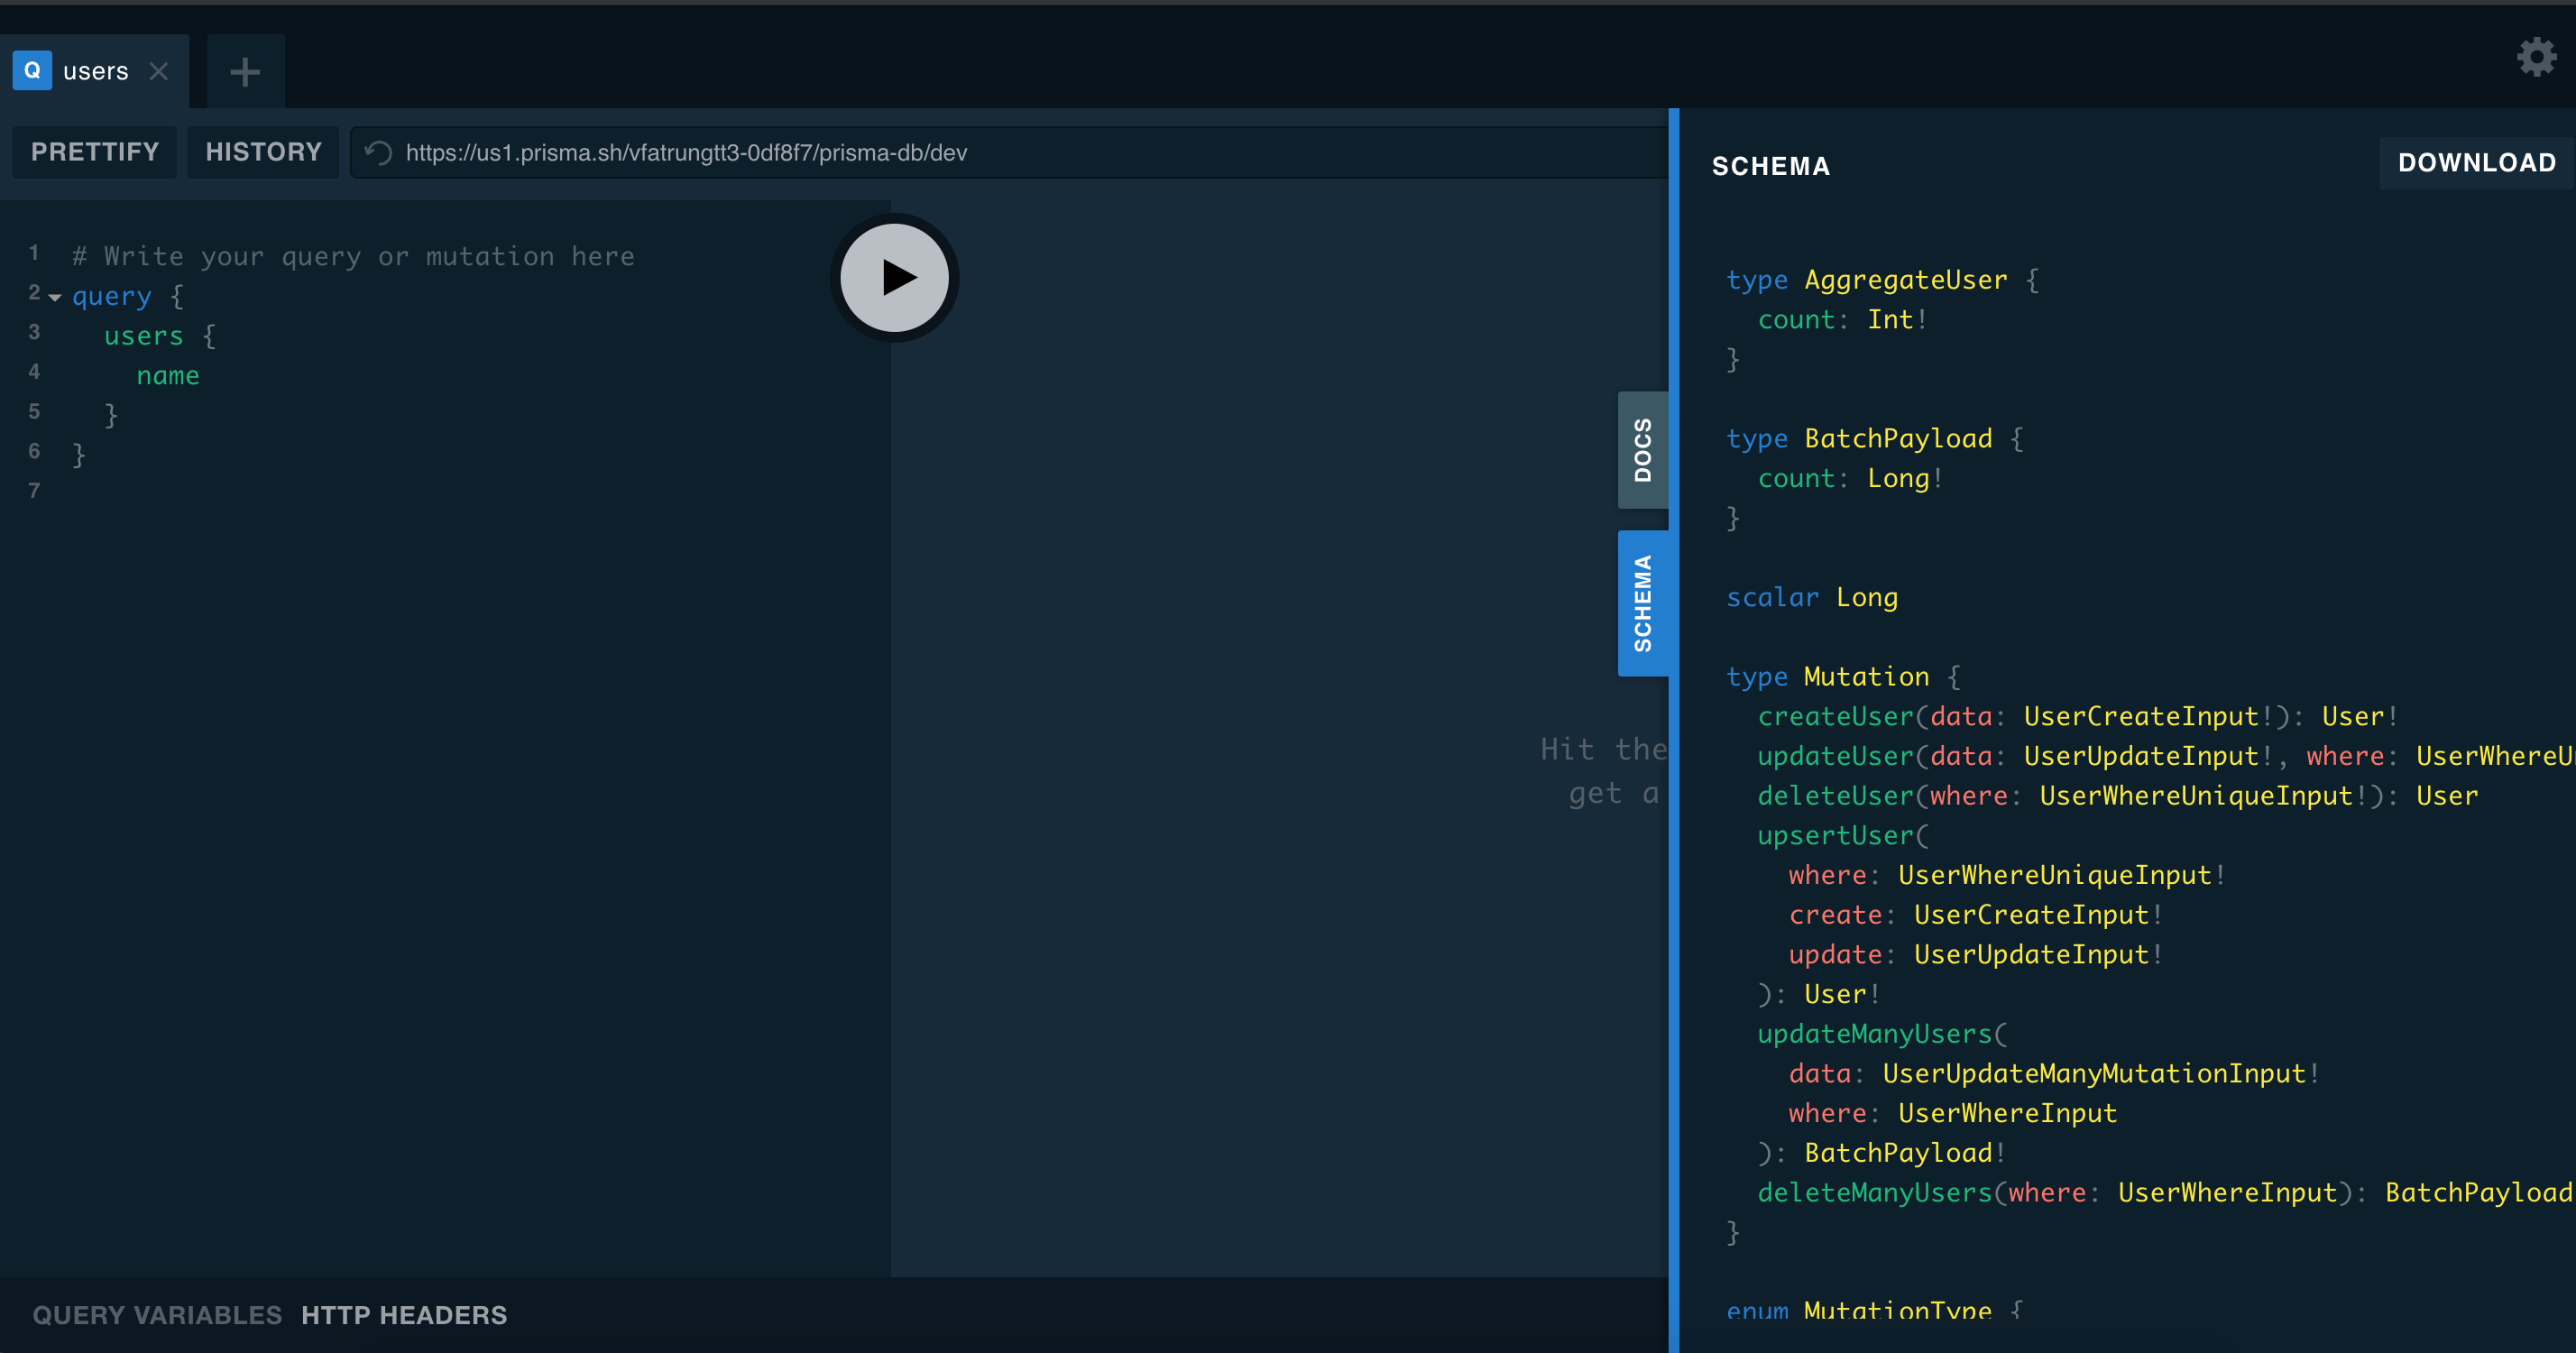 Q users
PRETTIFY HISTORY https://us1.prisma.sh/vfatrungtt3-0df8f7/prisma-db/dev
1 # Write your query or mutation here
2 query {
3 users {
4 name
5 }
6 }
7
Hit the
get a
DOCS
SCHEMA
SCHEMA
DOWNLOAD
type AggregateUser {
count: Int!
}
type BatchPayload {
count: Long!
}
scalar Long
type Mutation {
createUser(data: UserCreateInput!): User!
updateUser(data: UserUpdateInput!, where: UserWhereU
deleteUser(where: UserWhereUniqueInput!): User
upsertUser(
where: UserWhereUniqueInput!
create: UserCreateInput!
update: UserUpdateInput!
): User!
updateManyUsers(
data: UserUpdateManyMutationInput!
where: UserWhereInput
): BatchPayload!
deleteManyUsers(where: UserWhereInput): BatchPayload
}
enum MutationType {
QUERY VARIABLES HTTP HEADERS